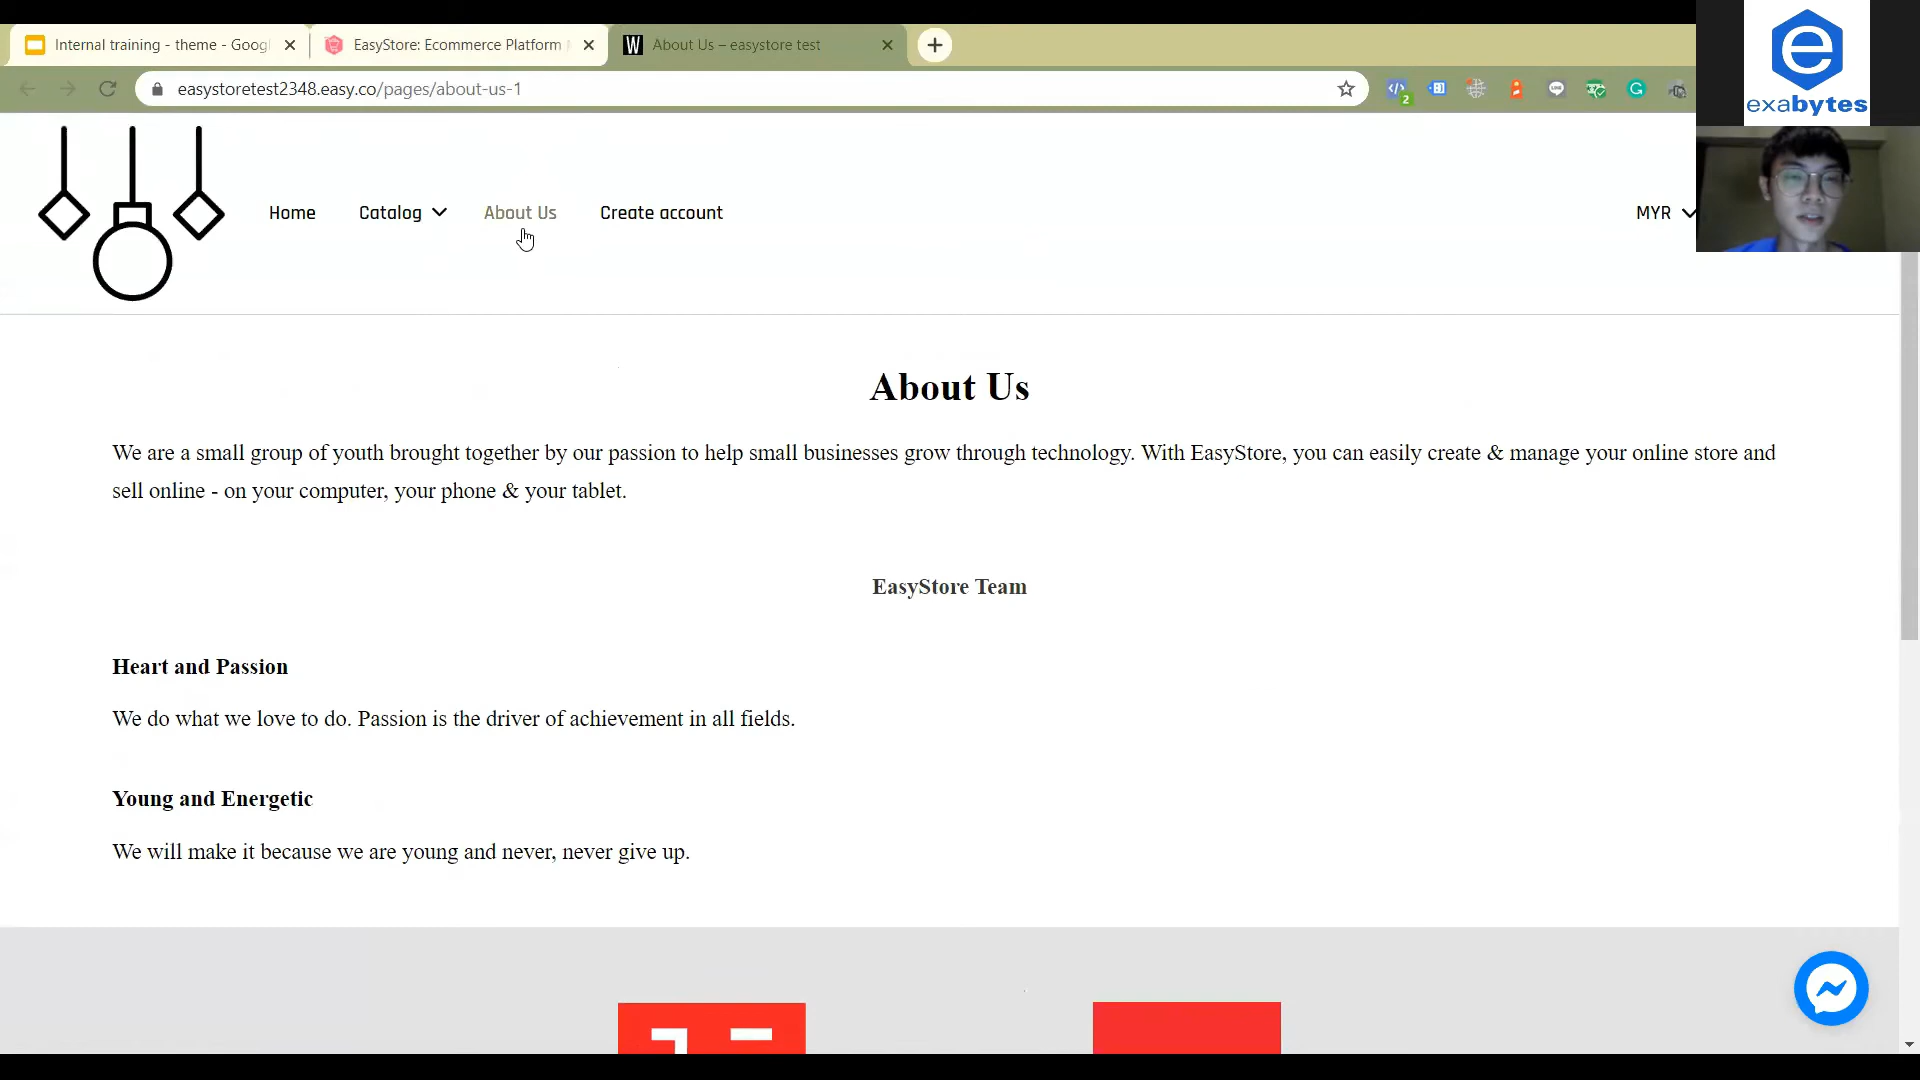 Internal training - theme - Goog
EasyStore: Ecommerce Platform
W About Us – easystore test
easystoretest2348.easy.co/pages/about-us-1
2
G
e
exabytes
Home
Catalog
About Us
Create account
MYR
About Us
We are a small group of youth brought together by our passion to help small businesses grow through technology. With EasyStore, you can easily create & manage your online store and
sell online - on your computer, your phone & your tablet.
EasyStore Team
Heart and Passion
We do what we love to do. Passion is the driver of achievement in all fields.
Young and Energetic
We will make it because we are young and never, never give up.